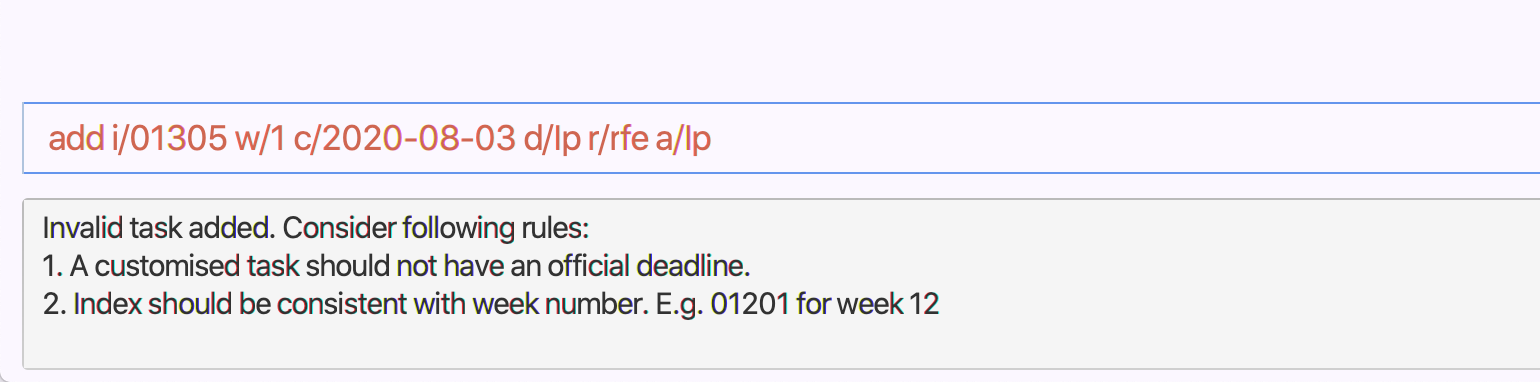 add i/01305 w/1 c/2020-08-03 d/lp r/rfe a/lp
Invalid task added. Consider following rules:
1. A customised task should not have an official deadline.
2. Index should be consistent with week number. E.g. 01201 for week 12